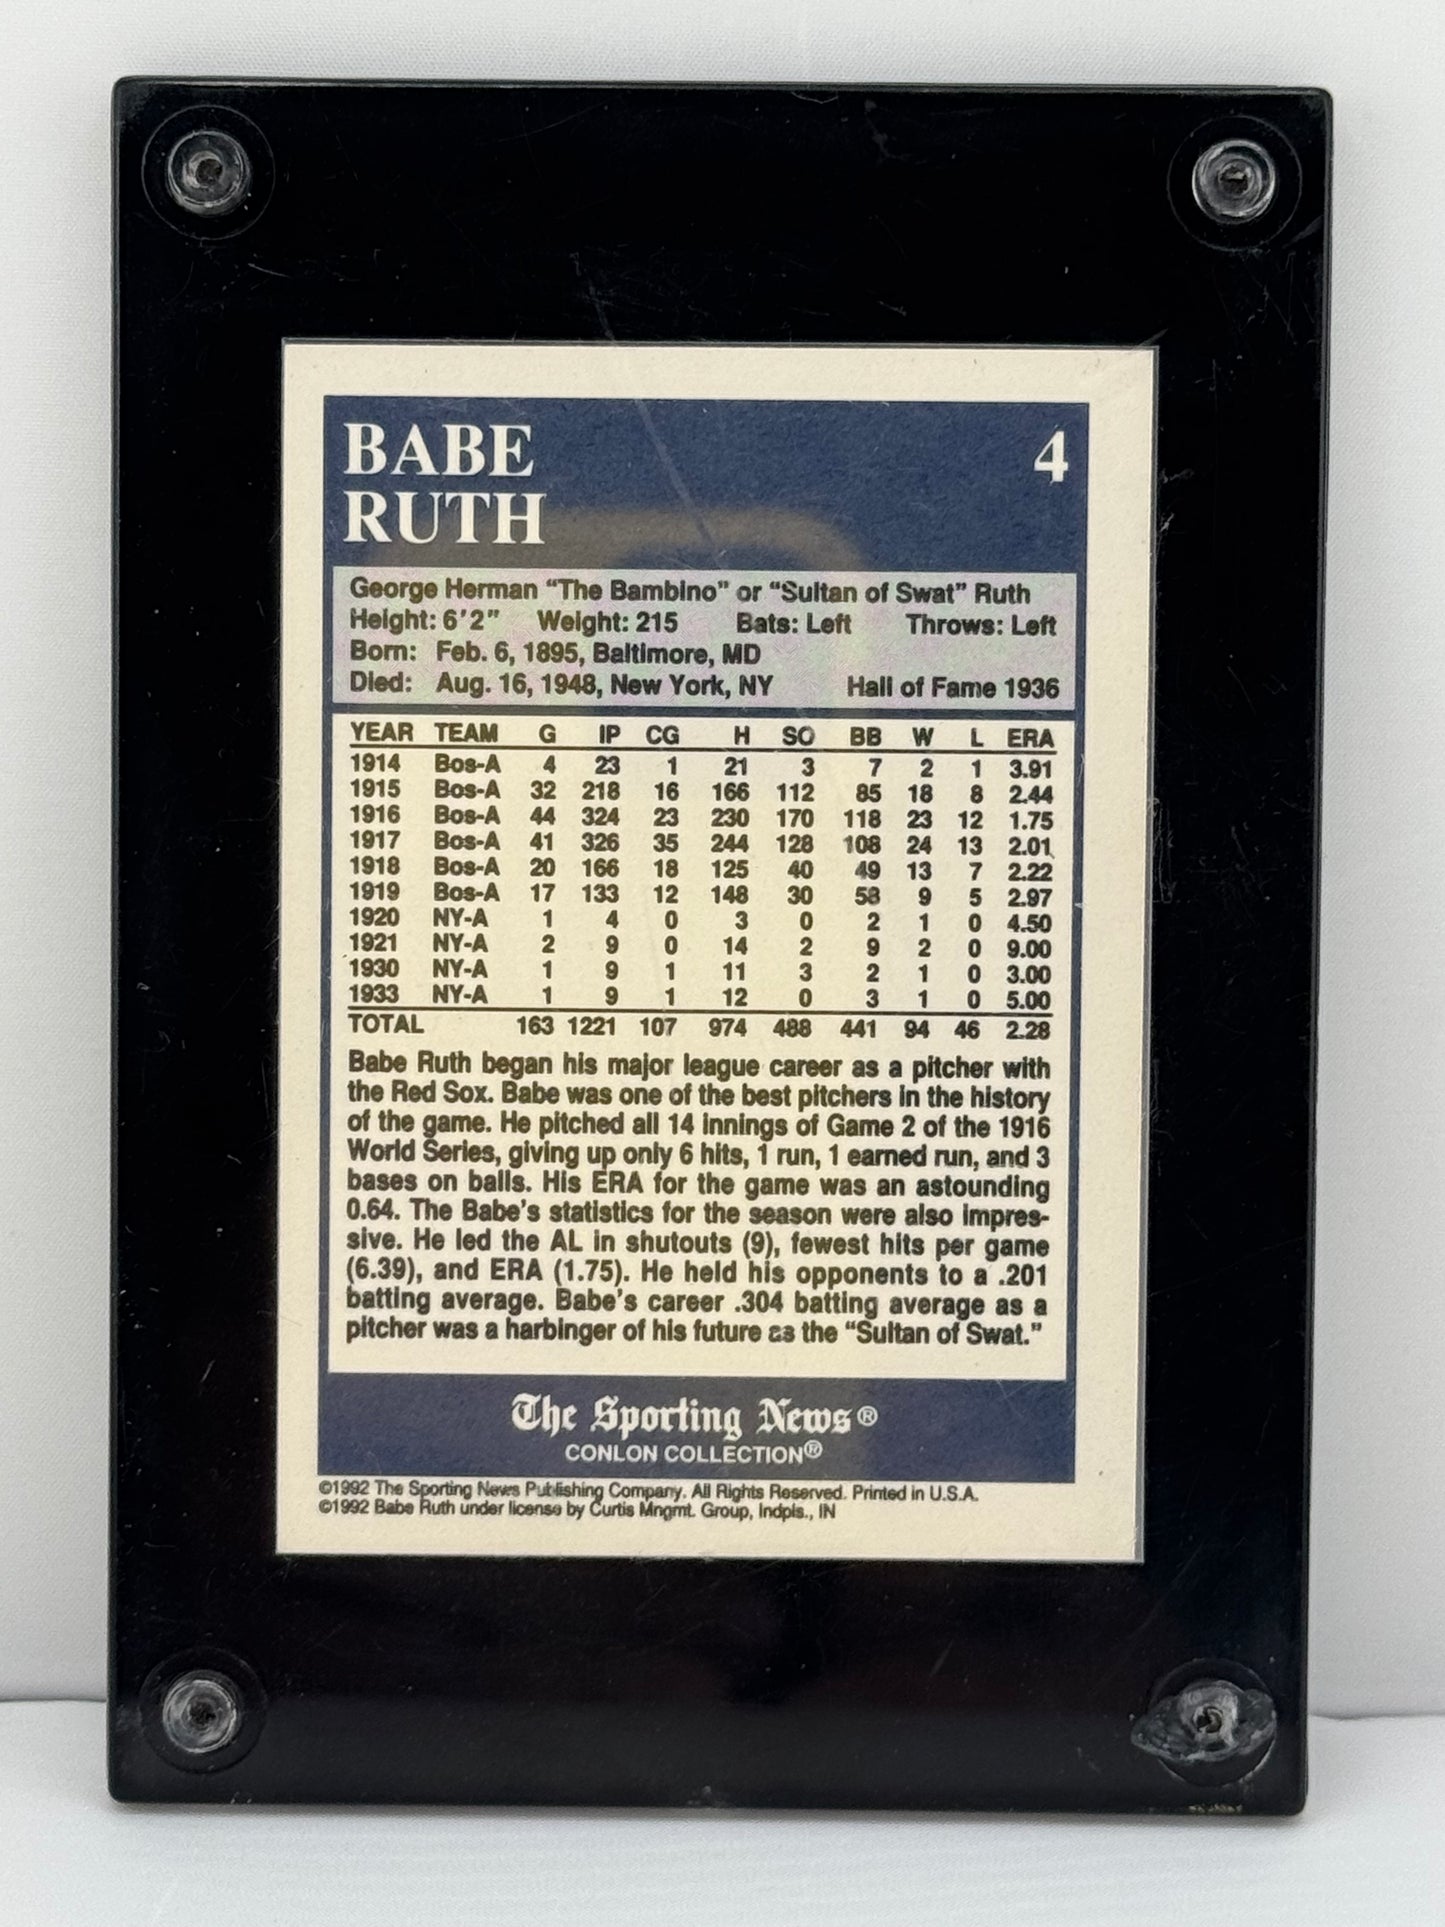 BABE
RUTH
4
George Herman “The Bambino” or “Sultan of Swat” Ruth
Height: 6'2" Weight: 215 Bats: Left Throws: Left
Born: Feb. 6, 1895, Baltimore, MD
Died: Aug. 16, 1948, New York, NY Hall of Fame 1936
YEAR TEAM G IP CG H SO BB W L ERA
1914 Bos-A 4 23 1 21 3 7 2 1 3.91
1915 Bos-A 32 218 16 166 112 85 18 8 2.44
1916 Bos-A 44 324 23 230 170 118 23 12 1.75
1917 Bos-A 41 326 35 244 128 108 24 13 2.01
1918 Bos-A 20 166 18 125 40 49 13 7 2.22
1919 Bos-A 17 133 12 148 30 58 9 5 2.97
1920 NY-A 1 4 0 3 0 2 1 0 4.50
1921 NY-A 2 9 0 14 2 9 2 0 9.00
1930 NY-A 1 9 1 11 3 2 1 0 3.00
1933 NY-A 1 9 1 12 0 3 1 0 5.00
TOTAL 163 1221 107 974 488 441 94 46 2.28
Babe Ruth began his major league career as a pitcher with
the Red Sox. Babe was one of the best pitchers in the history
of the game. He pitched all 14 innings of Game 2 of the 1916
World Series, giving up only 6 hits, 1 run, 1 earned run, and 3
bases on balls. His ERA for the game was an astounding
0.64. The Babe's statistics for the season were also impres-
sive. He led the AL in shutouts (9), fewest hits per game
(6.39), and ERA (1.75). He held his opponents to a .201
batting average. Babe's career .304 batting average as a
pitcher was a harbinger of his future as the “Sultan of Swat.”
The Sporting News®
CONLON COLLECTION®
©1992 The Sporting News Publishing Company. All Rights Reserved. Printed in U.S.A.
©1992 Babe Ruth under license by Curtis Mngmt. Group, Indpls., IN